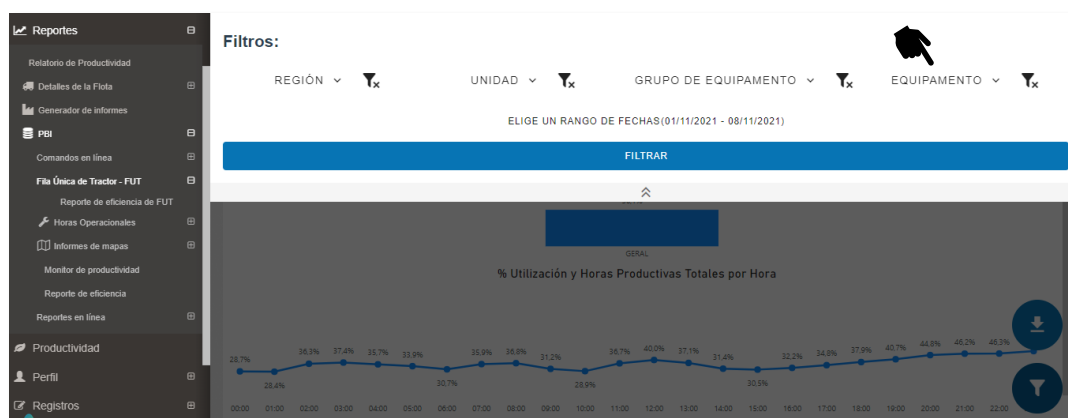 Reportes
Relatorio de Productividad
Detalles de la Flota
Generador de informes
PBI
Comandos en línea
Fila Única de Tractor - FUT
Reporte de eficiencia de FUT
Horas Operacionales
Informes de mapas
Monitor de productividad
Reporte de eficiencia
Reportes en línea
Productividad
Perfil
Registros
Filtros:
REGIÓN UNIDAD GRUPO DE EQUIPAMENTO EQUIPAMENTO
ELIGE UN RANGO DE FECHAS(01/11/2021 - 08/11/2021)
FILTRAR
GERAL
% Utilización y Horas Productivas Totales por Hora
28,7% 28,4% 36,3% 37,4% 35,7% 33,9% 30,7% 35,8% 36,8% 31,2% 28,9% 36,7% 40,0% 37,1% 31,4% 30,5% 32,2% 34,8% 37,9% 40,7% 44,8% 46,2% 46,3%
00:00 01:00 02:00 03:00 04:00 05:00 06:00 07:00 08:00 09:00 10:00 11:00 12:00 13:00 14:00 15:00 16:00 17:00 18:00 19:00 20:00 21:00 22:00